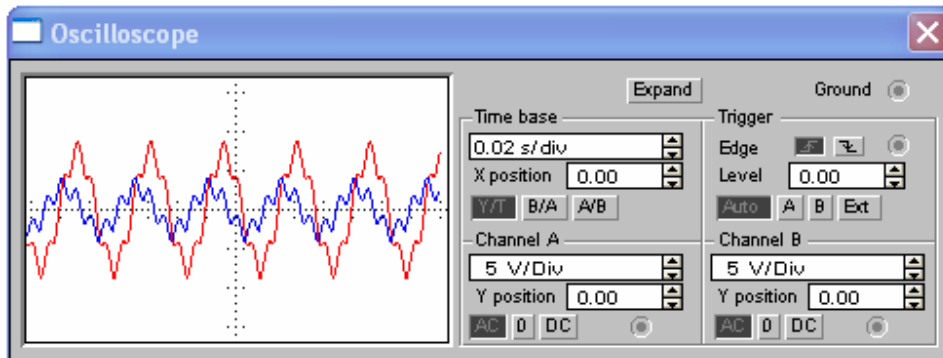 Oscilloscope
Expand Ground
Time base Trigger
0.02 s/div Edge
X position 0.00 Level 0.00
Y/T B/A A/B Auto A B Ext
Channel A Channel B
5 V/Div 5 V/Div
Y position 0.00 Y position 0.00
AC 0 DC AC 0 DC